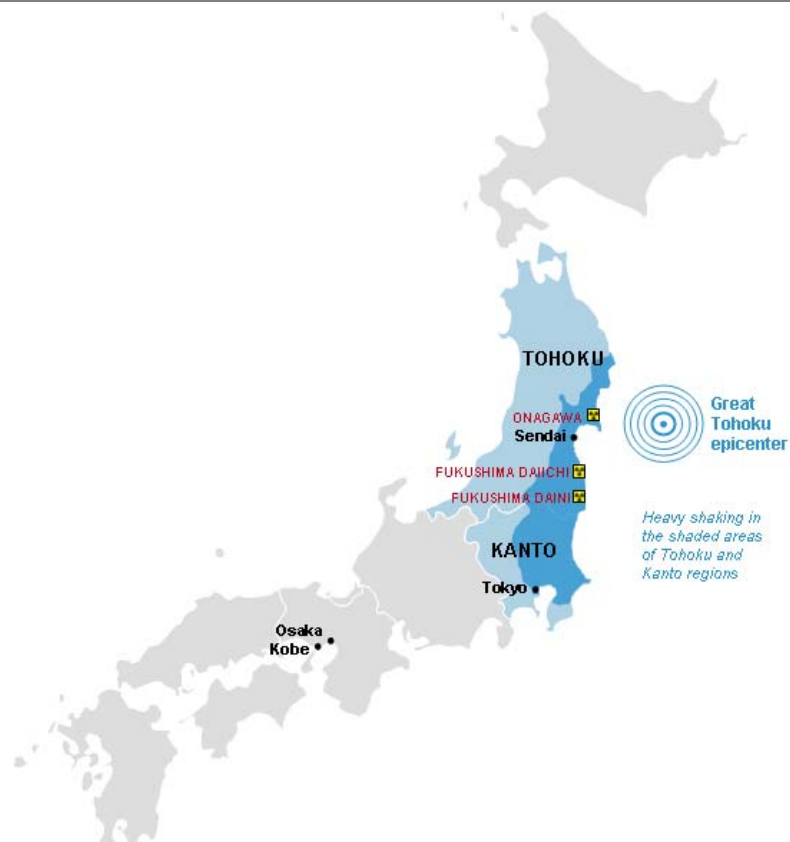 TOHOKU
Great
Tohoku
epicenter
ONAGAWA
Sendai
FUKUSHIMA DAIICHI
FUKUSHIMA DAINI
Heavy shaking in
the shaded areas
of Tohoku and
Kanto regions
KANTO
Tokyo
Osaka
Kobe